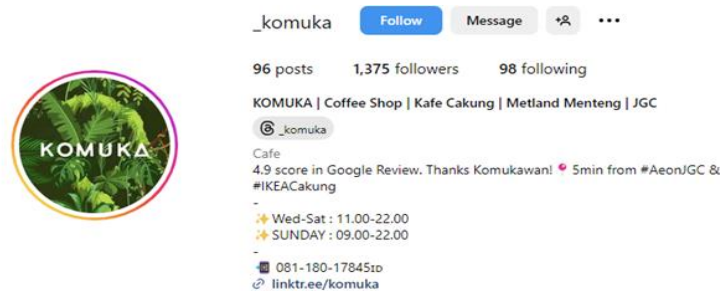 _komuka Follow Message
96 posts 1,375 followers 98 following
KOMUKA | Coffee Shop | Kafe Cakung | Metland Menteng | JGC
_komuka
Cafe
4.9 score in Google Review. Thanks Komukawan! 📍 5min from #AeonJGC &
#IKEACakung
-
✨ Wed-Sat : 11.00-22.00
✨ SUNDAY : 09.00-22.00
-
📲 081-180-17845ID
linktr.ee/komuka
KOMUKA